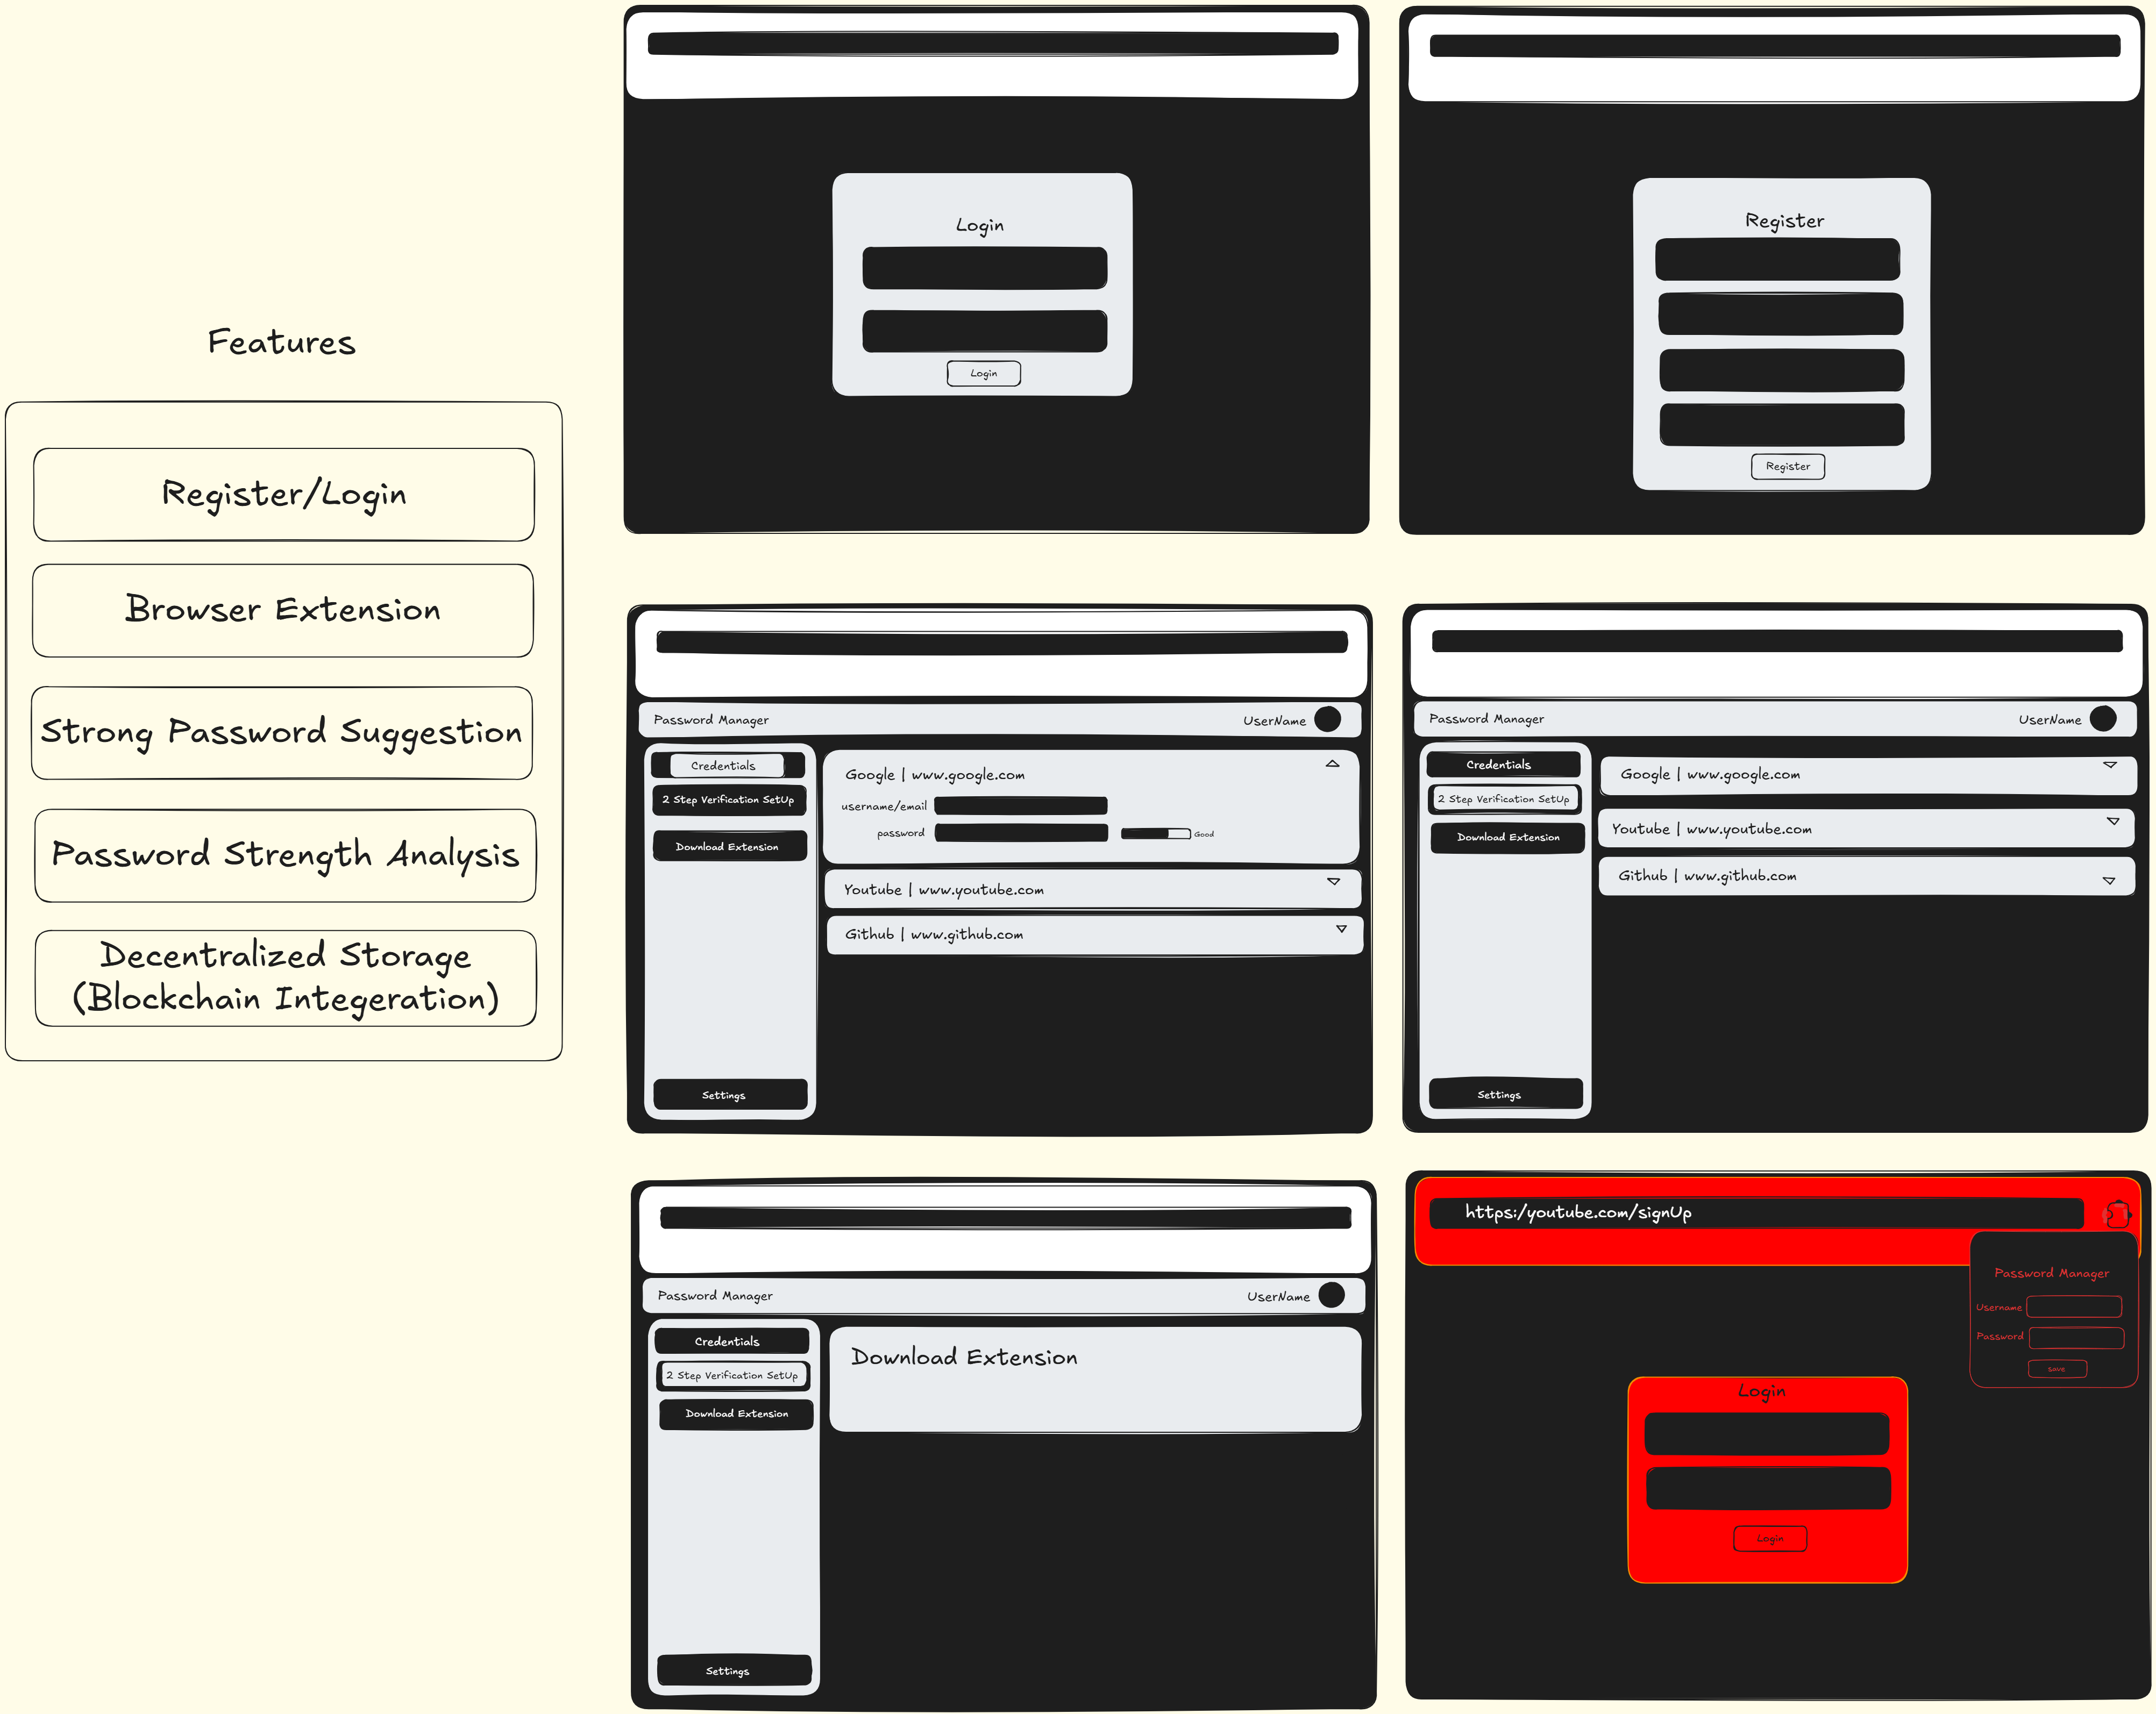 Features
Register/Login
Browser Extension
Strong Password Suggestion
Password Strength Analysis
Decentralized Storage
(Blockchain Integeration)
Login
Login
Register
Register
Password Manager
UserName
Credentials
2 Step Verification SetUp
Download Extension
Settings
Google | www.google.com
username/email
password
Good
Youtube | www.youtube.com
Github | www.github.com
Password Manager
UserName
Credentials
2 Step Verification SetUp
Download Extension
Settings
Google | www.google.com
Youtube | www.youtube.com
Github | www.github.com
Password Manager
UserName
Credentials
2 Step Verification SetUp
Download Extension
Settings
Download Extension
https:/youtube.com/signUp
Password Manager
Username
Password
save
Login
Login